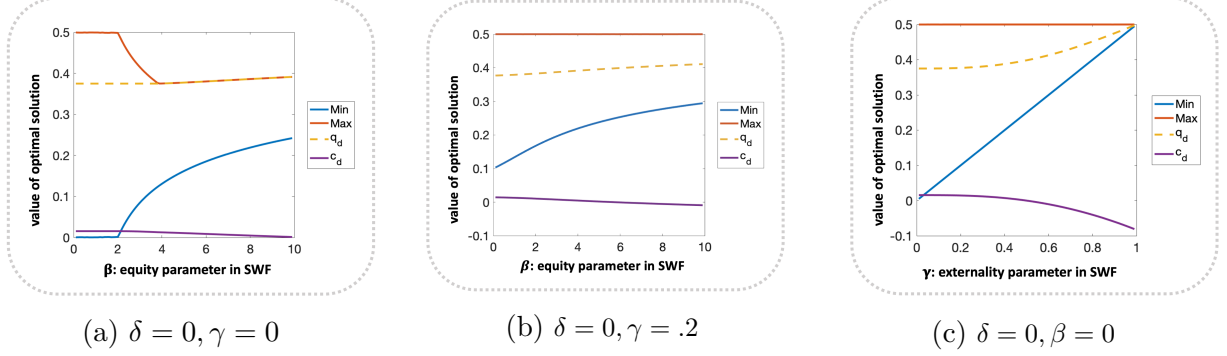 value of optimal solution
0.5
0.4
0.3
0.2
0.1
0
0 2 4 6 8 10
Min
Max
q_d
c_d
β: equity parameter in SWF
(a) δ = 0, γ = 0
value of optimal solution
0.5
0.4
0.3
0.2
0.1
0
-0.1
0 2 4 6 8 10
Min
Max
q_d
c_d
β: equity parameter in SWF
(b) δ = 0, γ = .2
value of optimal solution
0.5
0.4
0.3
0.2
0.1
0
-0.1
0 0.2 0.4 0.6 0.8 1
Min
Max
q_d
c_d
γ: externality parameter in SWF
(c) δ = 0, β = 0